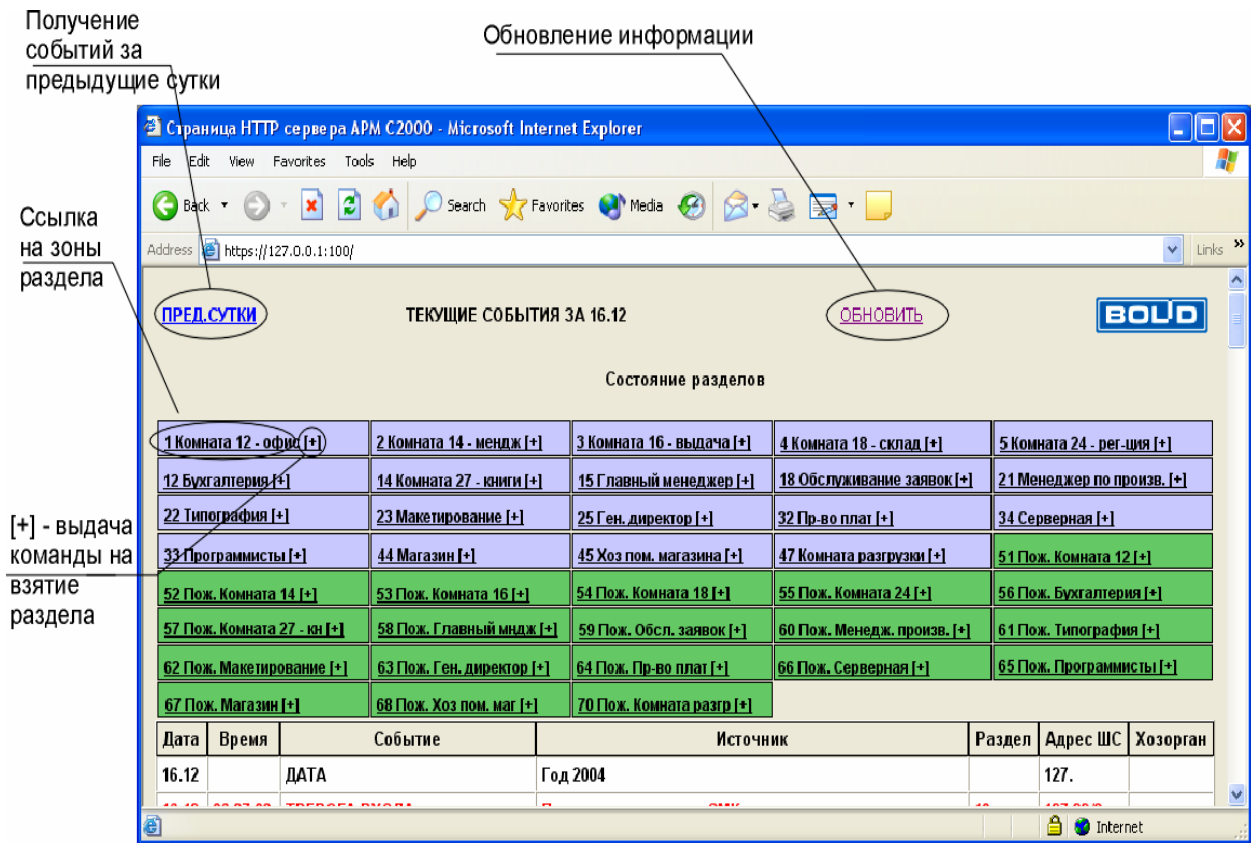 Получение
событий за
предыдущие сутки
Обновление информации
Страница HTTP сервера АРМ С2000 - Microsoft Internet Explorer
File Edit View Favorites Tools Help
Back Search Favorites Media
Ссылка
на зоны
раздела
Address https://127.0.0.1:100/ Links
ПРЕД.СУТКИ ТЕКУЩИЕ СОБЫТИЯ ЗА 16.12 ОБНОВИТЬ BOLID
Состояние разделов
1 Комната 12 - офис [+] 2 Комната 14 - мендж [+] 3 Комната 16 - выдача [+] 4 Комната 18 - склад [+] 5 Комната 24 - рег-ция [+]
12 Бухгалтерия [+] 14 Комната 27 - книги [+] 15 Главный менеджер [+] 18 Обслуживание заявок [+] 21 Менеджер по произв. [+]
22 Типография [+] 23 Макетирование [+] 25 Ген. директор [+] 32 Пр-во плат [+] 34 Серверная [+]
33 Программисты [+] 44 Магазин [+] 45 Хоз пом. магазина [+] 47 Комната разгрузки [+] 51 Пож. Комната 12 [+]
52 Пож. Комната 14 [+] 53 Пож. Комната 16 [+] 54 Пож. Комната 18 [+] 55 Пож. Комната 24 [+] 56 Пож. Бухгалтерия [+]
57 Пож. Комната 27 - кн [+] 58 Пож. Главный мндж [+] 59 Пож. Обсл. заявок [+] 60 Пож. Менедж. произв. [+] 61 Пож. Типография [+]
62 Пож. Макетирование [+] 63 Пож. Ген. директор [+] 64 Пож. Пр-во плат [+] 66 Пож. Серверная [+] 65 Пож. Программисты [+]
67 Пож. Магазин [+] 68 Пож. Хоз пом. маг [+] 70 Пож. Комната разгр [+]
[+] - выдача
команды на
взятие
раздела
Дата Время Событие Источник Раздел Адрес ШС Хозорган
16.12 ДАТА Год 2004 127.
Internet